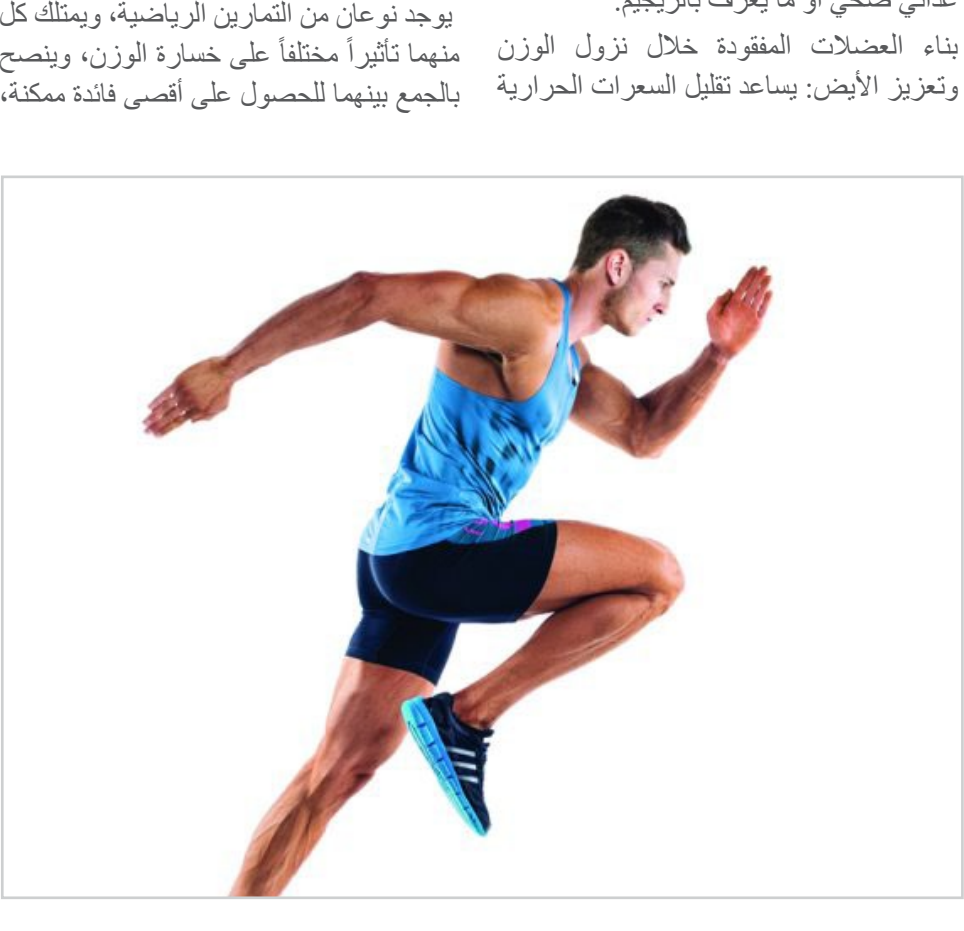 غذائي صحي أو ما يعرف بالريجيم.
بناء العضلات المفقودة خلال نزول الوزن
وتعزيز الأيض: يساعد تقليل السعرات الحرارية
يوجد نوعان من التمارين الرياضية، ويمتلك كل
منهما تأثيراً مختلفاً على خسارة الوزن، وينصح
بالجمع بينهما للحصول على أقصى فائدة ممكنة،